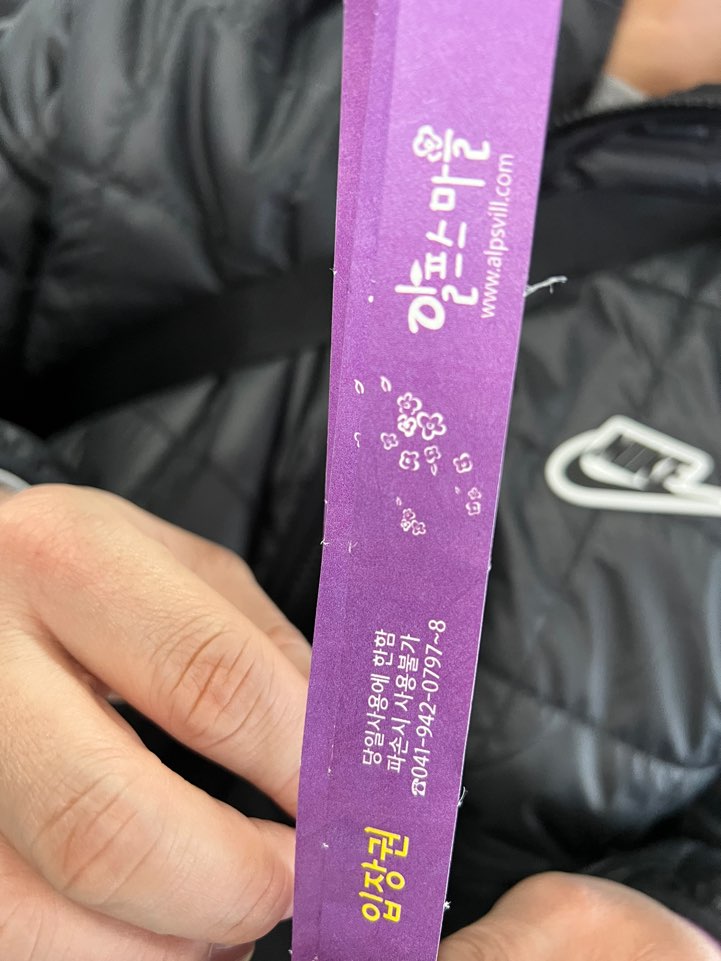 입장권
당일사용에 한함
파손시 사용불가
☎041-942-0797~8
알프스마을
www.alpsvill.com
NIKE